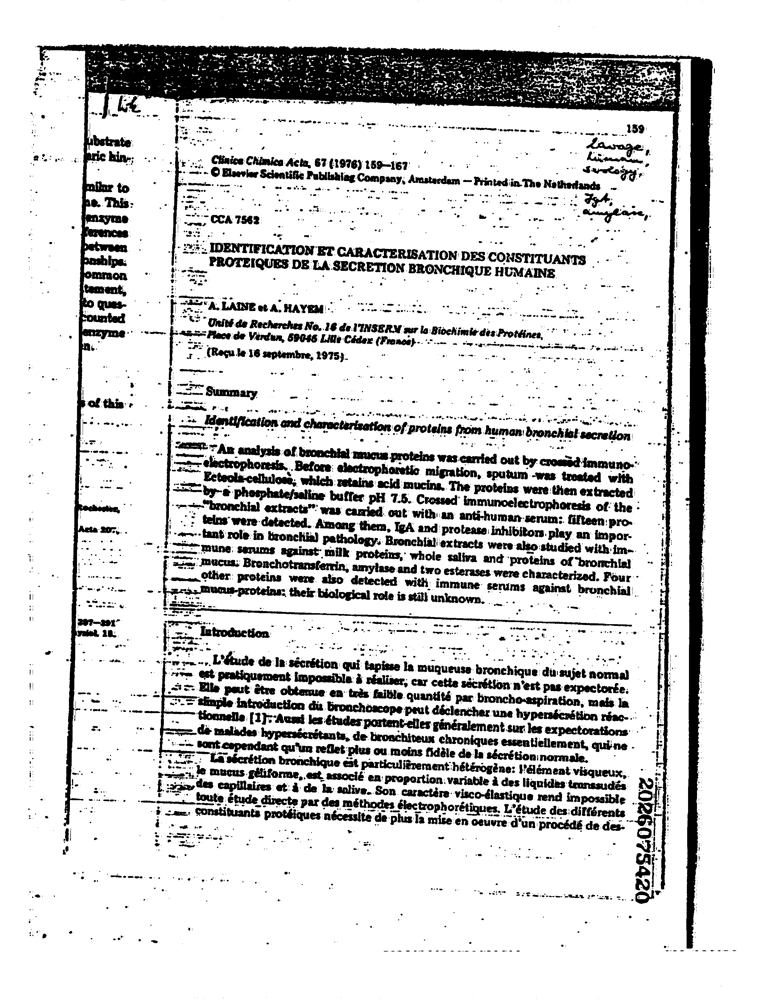 lit
ubstrate
aric kin-
milar to
ne. This
enzyme
ferences
between
onships.
ommon
tement,
to ques-
counted
enzyme
n.
s of this
Rochester,
Acta 207,
297–291
159
Lavage,
human,
IgA,
Clinica Chimica Acta, 67 (1976) 159–167
© Elsevier Scientific Publishing Company, Amsterdam – Printed in The Netherlands
CCA 7562
IDENTIFICATION ET CARACTERISATION DES CONSTITUANTS
PROTEIQUES DE LA SECRETION BRONCHIQUE HUMAINE
A. LAINE et A. HAYEM
Unité de Recherches No. 16 de l'INSERM sur la Biochimie des Protéines,
Place de Verdun, 59045 Lille Cédex (France)
(Reçu le 16 septembre, 1975)
Summary
Identification and characterisation of proteins from human bronchial secretion
An analysis of bronchial mucus proteins was carried out by crossed immuno-
electrophoresis. Before electrophoretic migration, sputum was treated with
Ecteola-cellulose, which retains acid mucins. The proteins were then extracted
by a phosphate/saline buffer pH 7.5. Crossed immunoelectrophoresis of the
"bronchial extracts" was carried out with an anti-human serum: fifteen pro-
teins were detected. Among them, IgA and protease inhibitors play an impor-
tant role in bronchial pathology. Bronchial extracts were also studied with im-
mune serums against milk proteins, whole saliva and proteins of bronchial
mucus. Bronchotransferrin, amylase and two esterases were characterized. Four
other proteins were also detected with immune serums against bronchial
mucus-proteins: their biological role is still unknown.
Introduction
L'étude de la sécrétion qui tapisse la muqueuse bronchique du sujet normal
est pratiquement impossible à réaliser, car cette sécrétion n'est pas expectorée.
Elle peut être obtenue en très faible quantité par broncho-aspiration, mais la
simple introduction du bronchoscope peut déclencher une hypersécrétion réac-
tionnelle [1]. Aussi les études portent-elles généralement sur les expectorations
de malades hypersécrétants, de bronchiteux chroniques essentiellement, qui ne
sont cependant qu'un reflet plus ou moins fidèle de la sécrétion normale.
La sécrétion bronchique est particulièrement hétérogène: l'élément visqueux,
le mucus géliforme, est associé en proportion variable à des liquides transsudés
des capillaires et à de la salive. Son caractère visco-élastique rend impossible
toute étude directe par des méthodes électrophorétiques. L'étude des différents
constituants protéiques nécessite de plus la mise en oeuvre d'un procédé de des-
2026075420